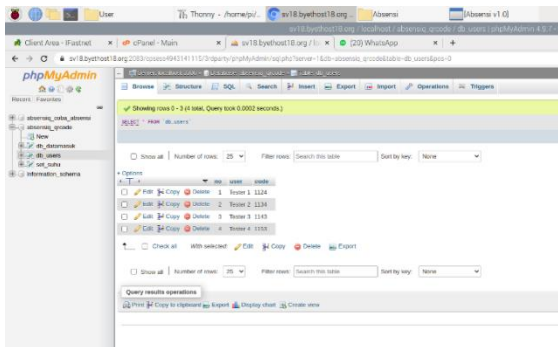 User
Thonny - /home/pi/..
sv18.byethost18.org ...
/Absensi
[Absensi v1.0]
Client Area - iFastnet
cPanel - Main
sv18.byethost18.org /
(20) WhatsApp
phpMyAdmin
Recent Favorites
New
db_datamasuk
db_users
set_suhu
information_schema
Browse Structure SQL Search Insert Export Import Operations Triggers
Showing rows 0 - 3 (4 total, Query took 0.0002 seconds.)
SELECT * FROM `db_users`
Show all Number of rows: 25 Filter rows: Search this table Sort by key: None
+ Options
no user code
Edit Copy Delete 1 Tester 1 1124
Edit Copy Delete 2 Tester 2 1134
Edit Copy Delete 3 Tester 3 1143
Edit Copy Delete 4 Tester 4 1153
Check all With selected: Edit Copy Delete Export
Show all Number of rows: 25 Filter rows: Search this table Sort by key: None
Query results operations
Print Copy to clipboard Export Display chart Create view